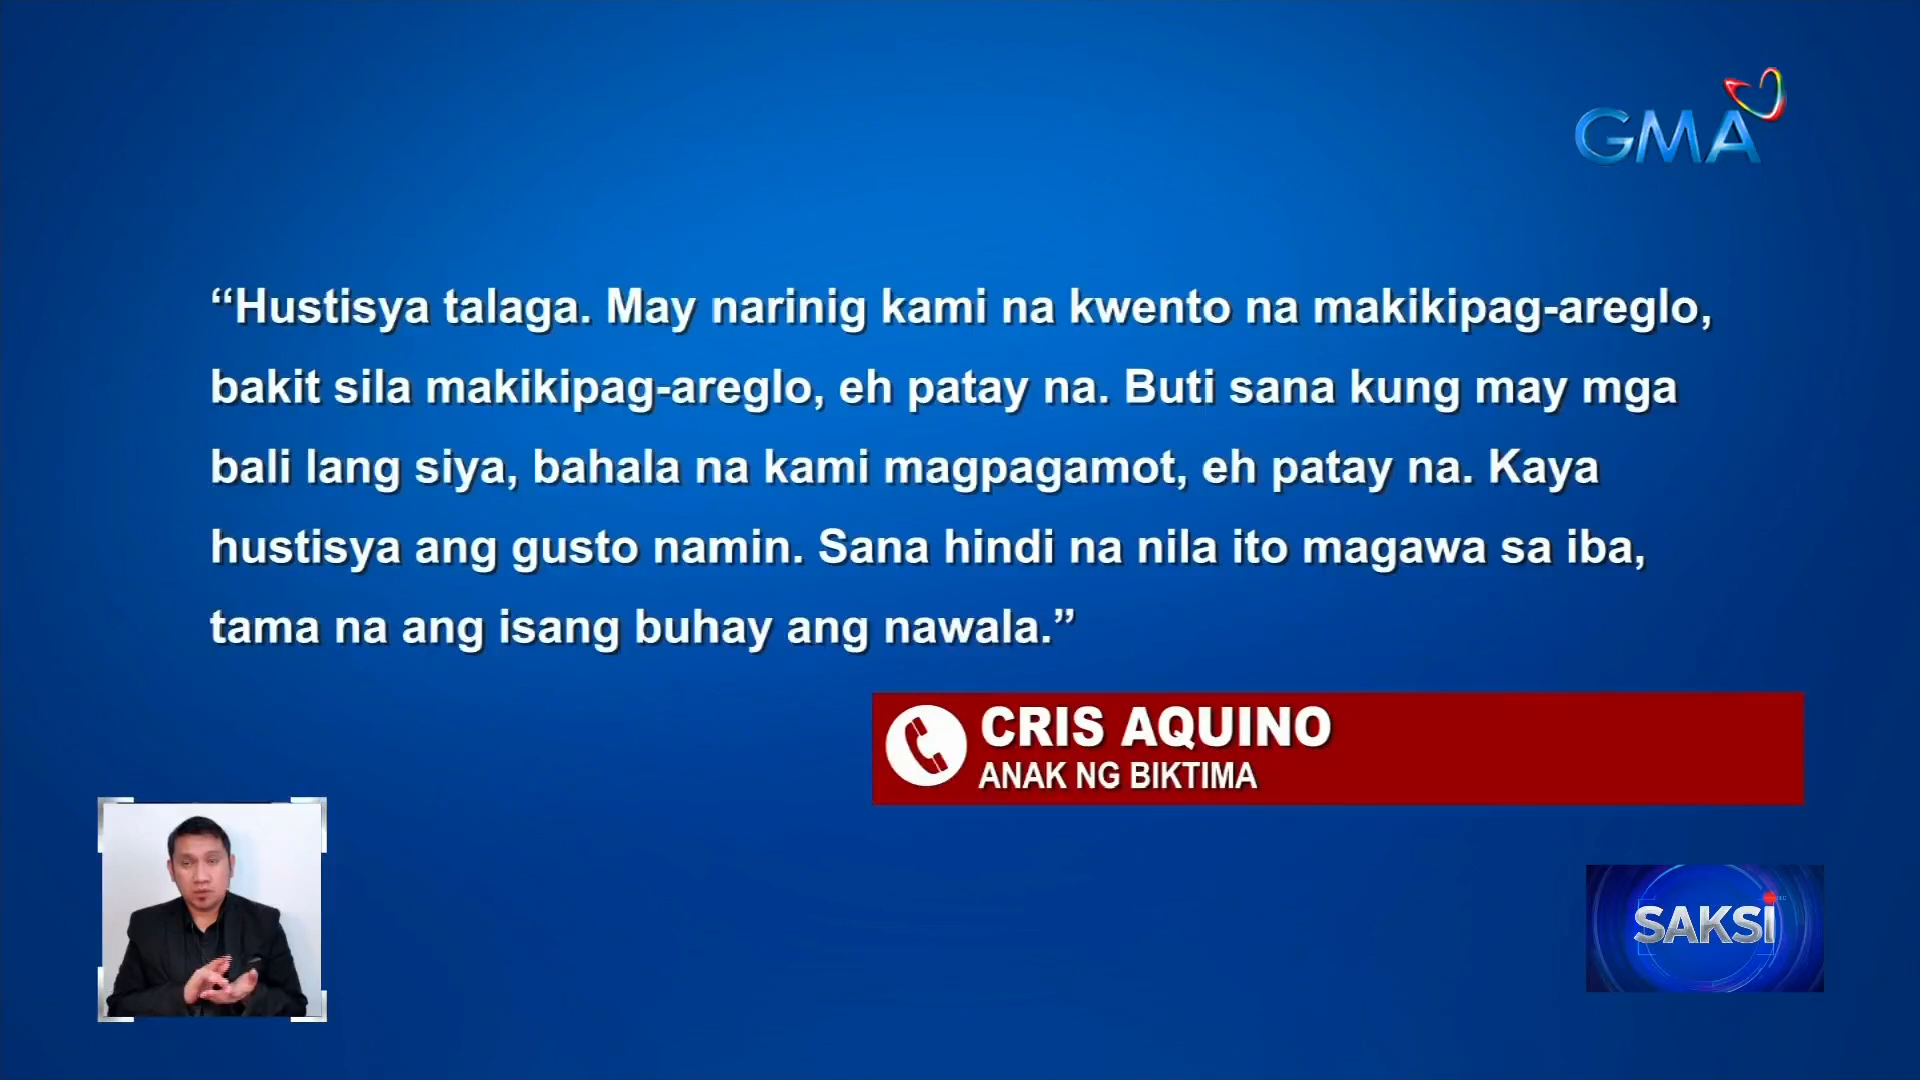 GMA
“Hustisya talaga. May narinig kami na kwento na makikipag-areglo,
bakit sila makikipag-areglo, eh patay na. Buti sana kung may mga
bali lang siya, bahala na kami magpagamot, eh patay na. Kaya
hustisya ang gusto namin. Sana hindi na nila ito magawa sa iba,
tama na ang isang buhay ang nawala.”
CRIS AQUINO
ANAK NG BIKTIMA
SAKSI